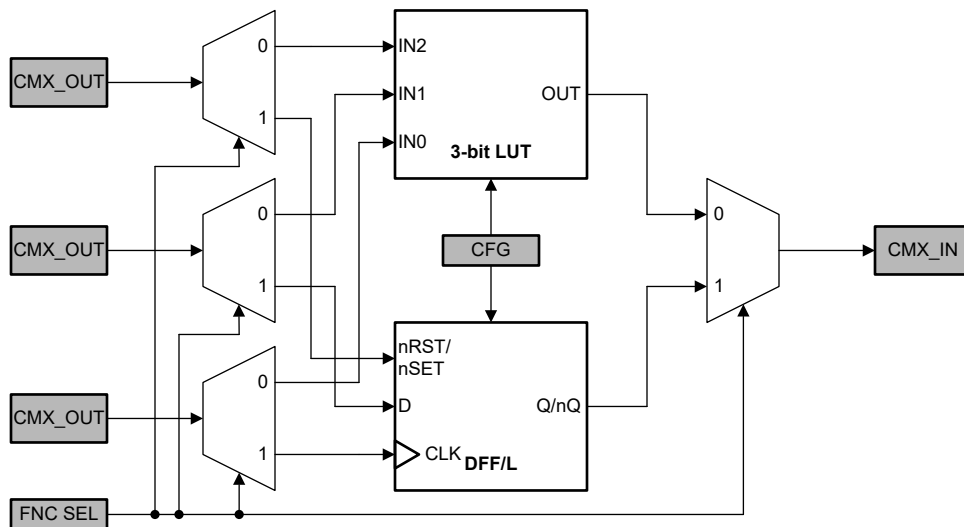 CMX_OUT
0
1
IN2
IN1
IN0
OUT
3-bit LUT
CMX_OUT
0
1
CFG
0
1
CMX_IN
CMX_OUT
0
1
nRST/
nSET
D
CLK
DFF/L
Q/nQ
FNC SEL